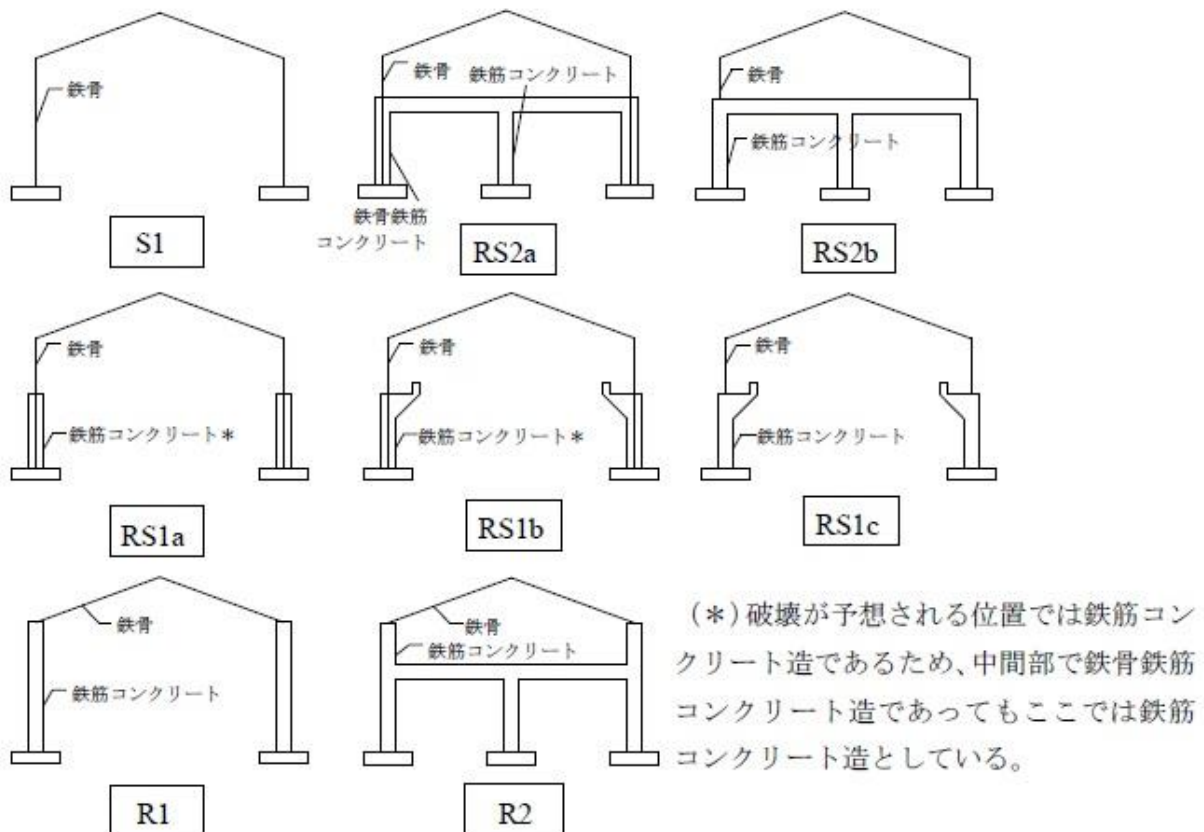 鉄骨
S1
鉄骨
鉄筋コンクリート
鉄骨鉄筋
コンクリート
RS2a
鉄骨
鉄筋コンクリート
RS2b
鉄骨
鉄筋コンクリート*
RS1a
鉄骨
鉄筋コンクリート*
RS1b
鉄骨
鉄筋コンクリート
RS1c
鉄骨
鉄筋コンクリート
R1
鉄骨
鉄筋コンクリート
R2
(*)破壊が予想される位置では鉄筋コン
クリート造であるため、中間部で鉄骨鉄筋
コンクリート造であってもここでは鉄筋
コンクリート造としている。